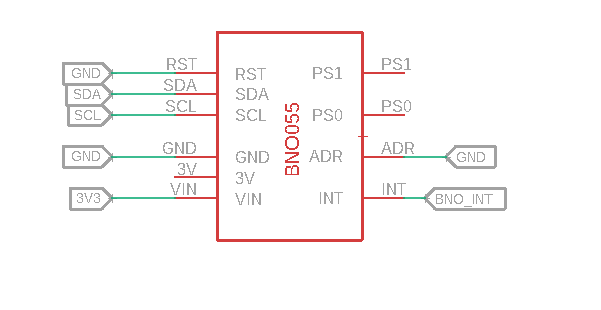 GND RST RST PS1 PS1
SDA SDA SDA
SCL SCL SCL PS0 PS0
BNO055
GND GND GND ADR ADR GND
3V 3V
3V3 VIN VIN INT INT BNO_INT